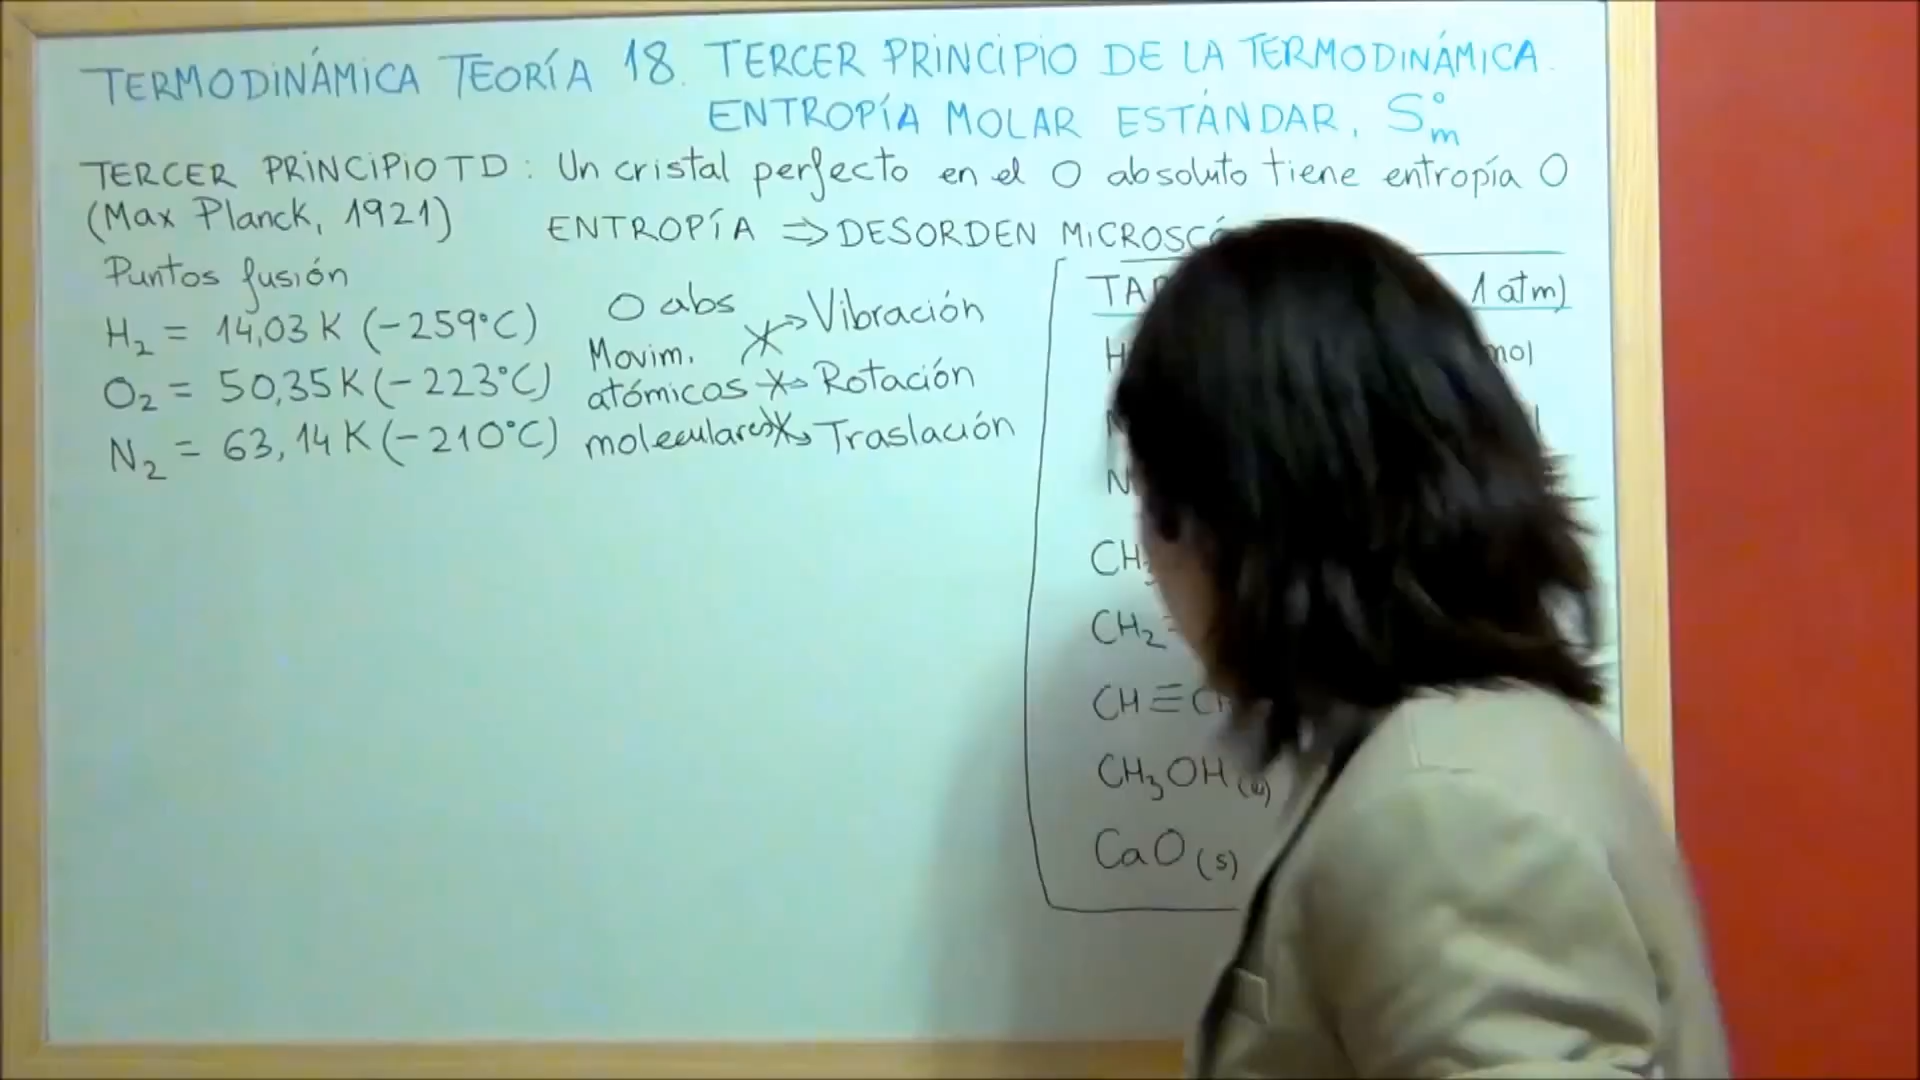 TERMODINÁMICA TEORÍA 18. TERCER PRINCIPIO DE LA TERMODINÁMICA.
ENTROPÍA MOLAR ESTÁNDAR, S°m
TERCER PRINCIPIO TD: Un cristal perfecto en el 0 absoluto tiene entropía 0
(Max Planck, 1921) ENTROPÍA ⇒ DESORDEN
Puntos fusión
H₂ = 14,03 K (-259°C)
O₂ = 50,35 K (-223°C)
N₂ = 63,14 K (-210°C)
0 abs
Movim.
atómicos
moleculares
Vibración
Rotación
Traslación
1 atm)
CH≡
CH₃OH
CaO (s)